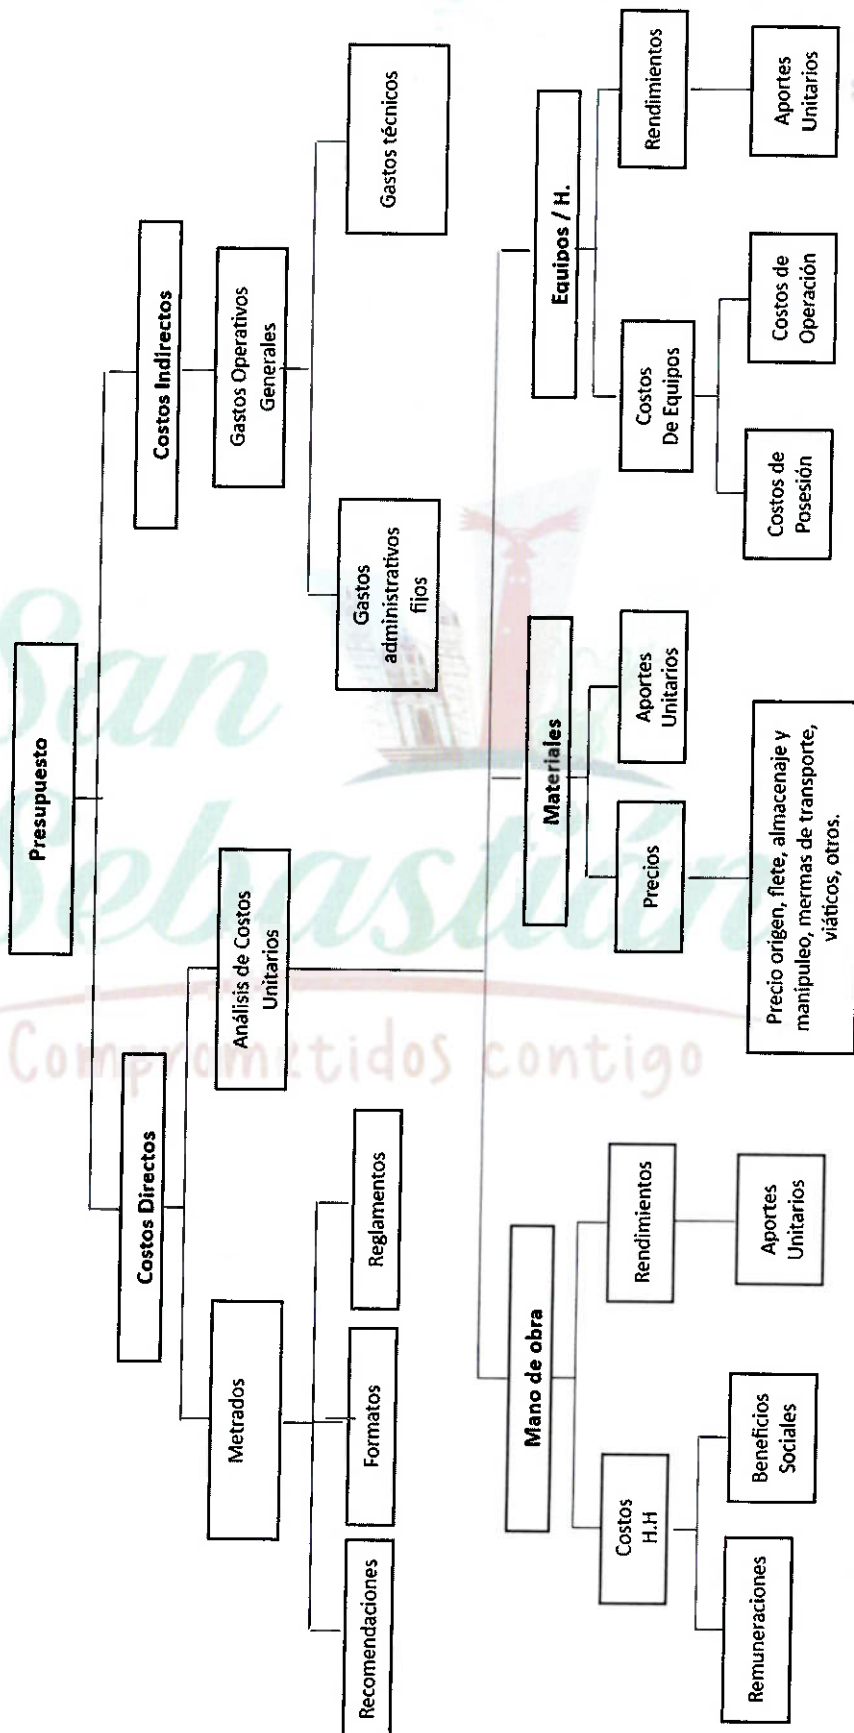 Presupuesto
Costos Directos
Costos Indirectos
Metrados
Análisis de Costos
Unitarios
Gastos Operativos
Generales
Recomendaciones
Formatos
Reglamentos
Gastos
administrativos
fijos
Gastos técnicos
Mano de obra
Materiales
Equipos / H.
Costos
H.H
Rendimientos
Precios
Aportes
Unitarios
Costos
De Equipos
Rendimientos
Remuneraciones
Beneficios
Sociales
Aportes
Unitarios
Precio origen, flete, almacenaje y
manipuleo, mermas de transporte,
viáticos, otros.
Costos de
Posesión
Costos de
Operación
Aportes
Unitarios
San
Sebastián
Comprometidos contigo